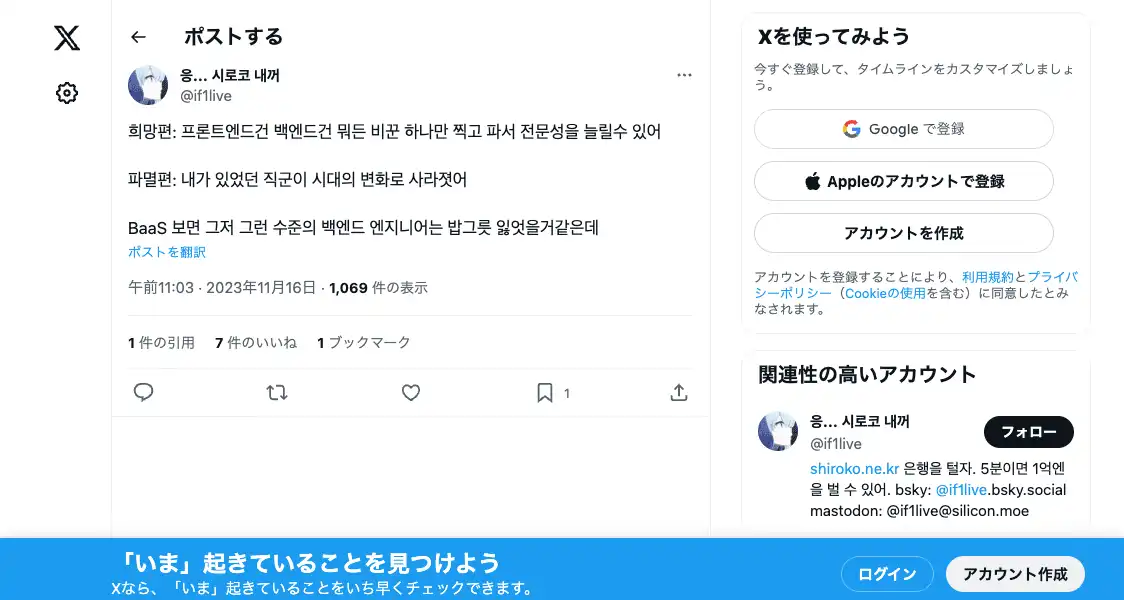 ポストする
응... 시로코 내꺼
@if1live
희망편: 프론트엔드건 백엔드건 뭐든 비꾼 하나만 찍고 파서 전문성을 늘릴수 있어
파멸편: 내가 있었던 직군이 시대의 변화로 사라졋어
BaaS 보면 그저 그런 수준의 백엔드 엔지니어는 밥그릇 잃엇을거같은데
ポストを翻訳
午前11:03 · 2023年11月16日 · 1,069 件の表示
1 件の引用 7 件のいいね 1 ブックマーク
1
Xを使ってみよう
今すぐ登録して、タイムラインをカスタマイズしましょ
う。
Google で登録
Appleのアカウントで登録
アカウントを作成
アカウントを登録することにより、利用規約とプライバ
シーポリシー（Cookieの使用を含む）に同意したとみ
なされます。
関連性の高いアカウント
응... 시로코 내꺼
@if1live
フォロー
shiroko.ne.kr 은행을 털자. 5분이면 1억엔
을 벌 수 있어. bsky: @if1live.bsky.social
mastodon: @if1live@silicon.moe
「いま」起きていることを見つけよう
Xなら、「いま」起きていることをいち早くチェックできます。
ログイン
アカウント作成